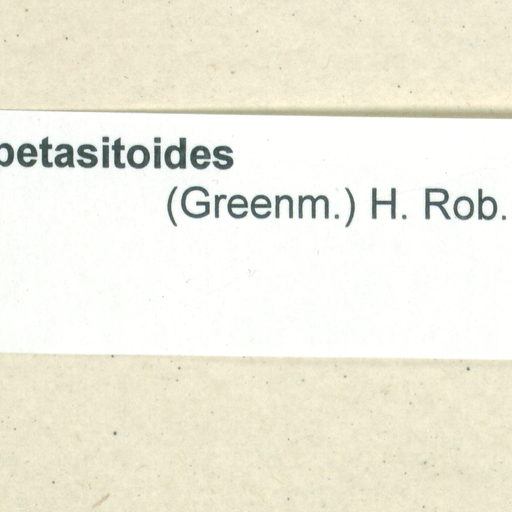 petasitoides
(Greenm.) H. Rob.